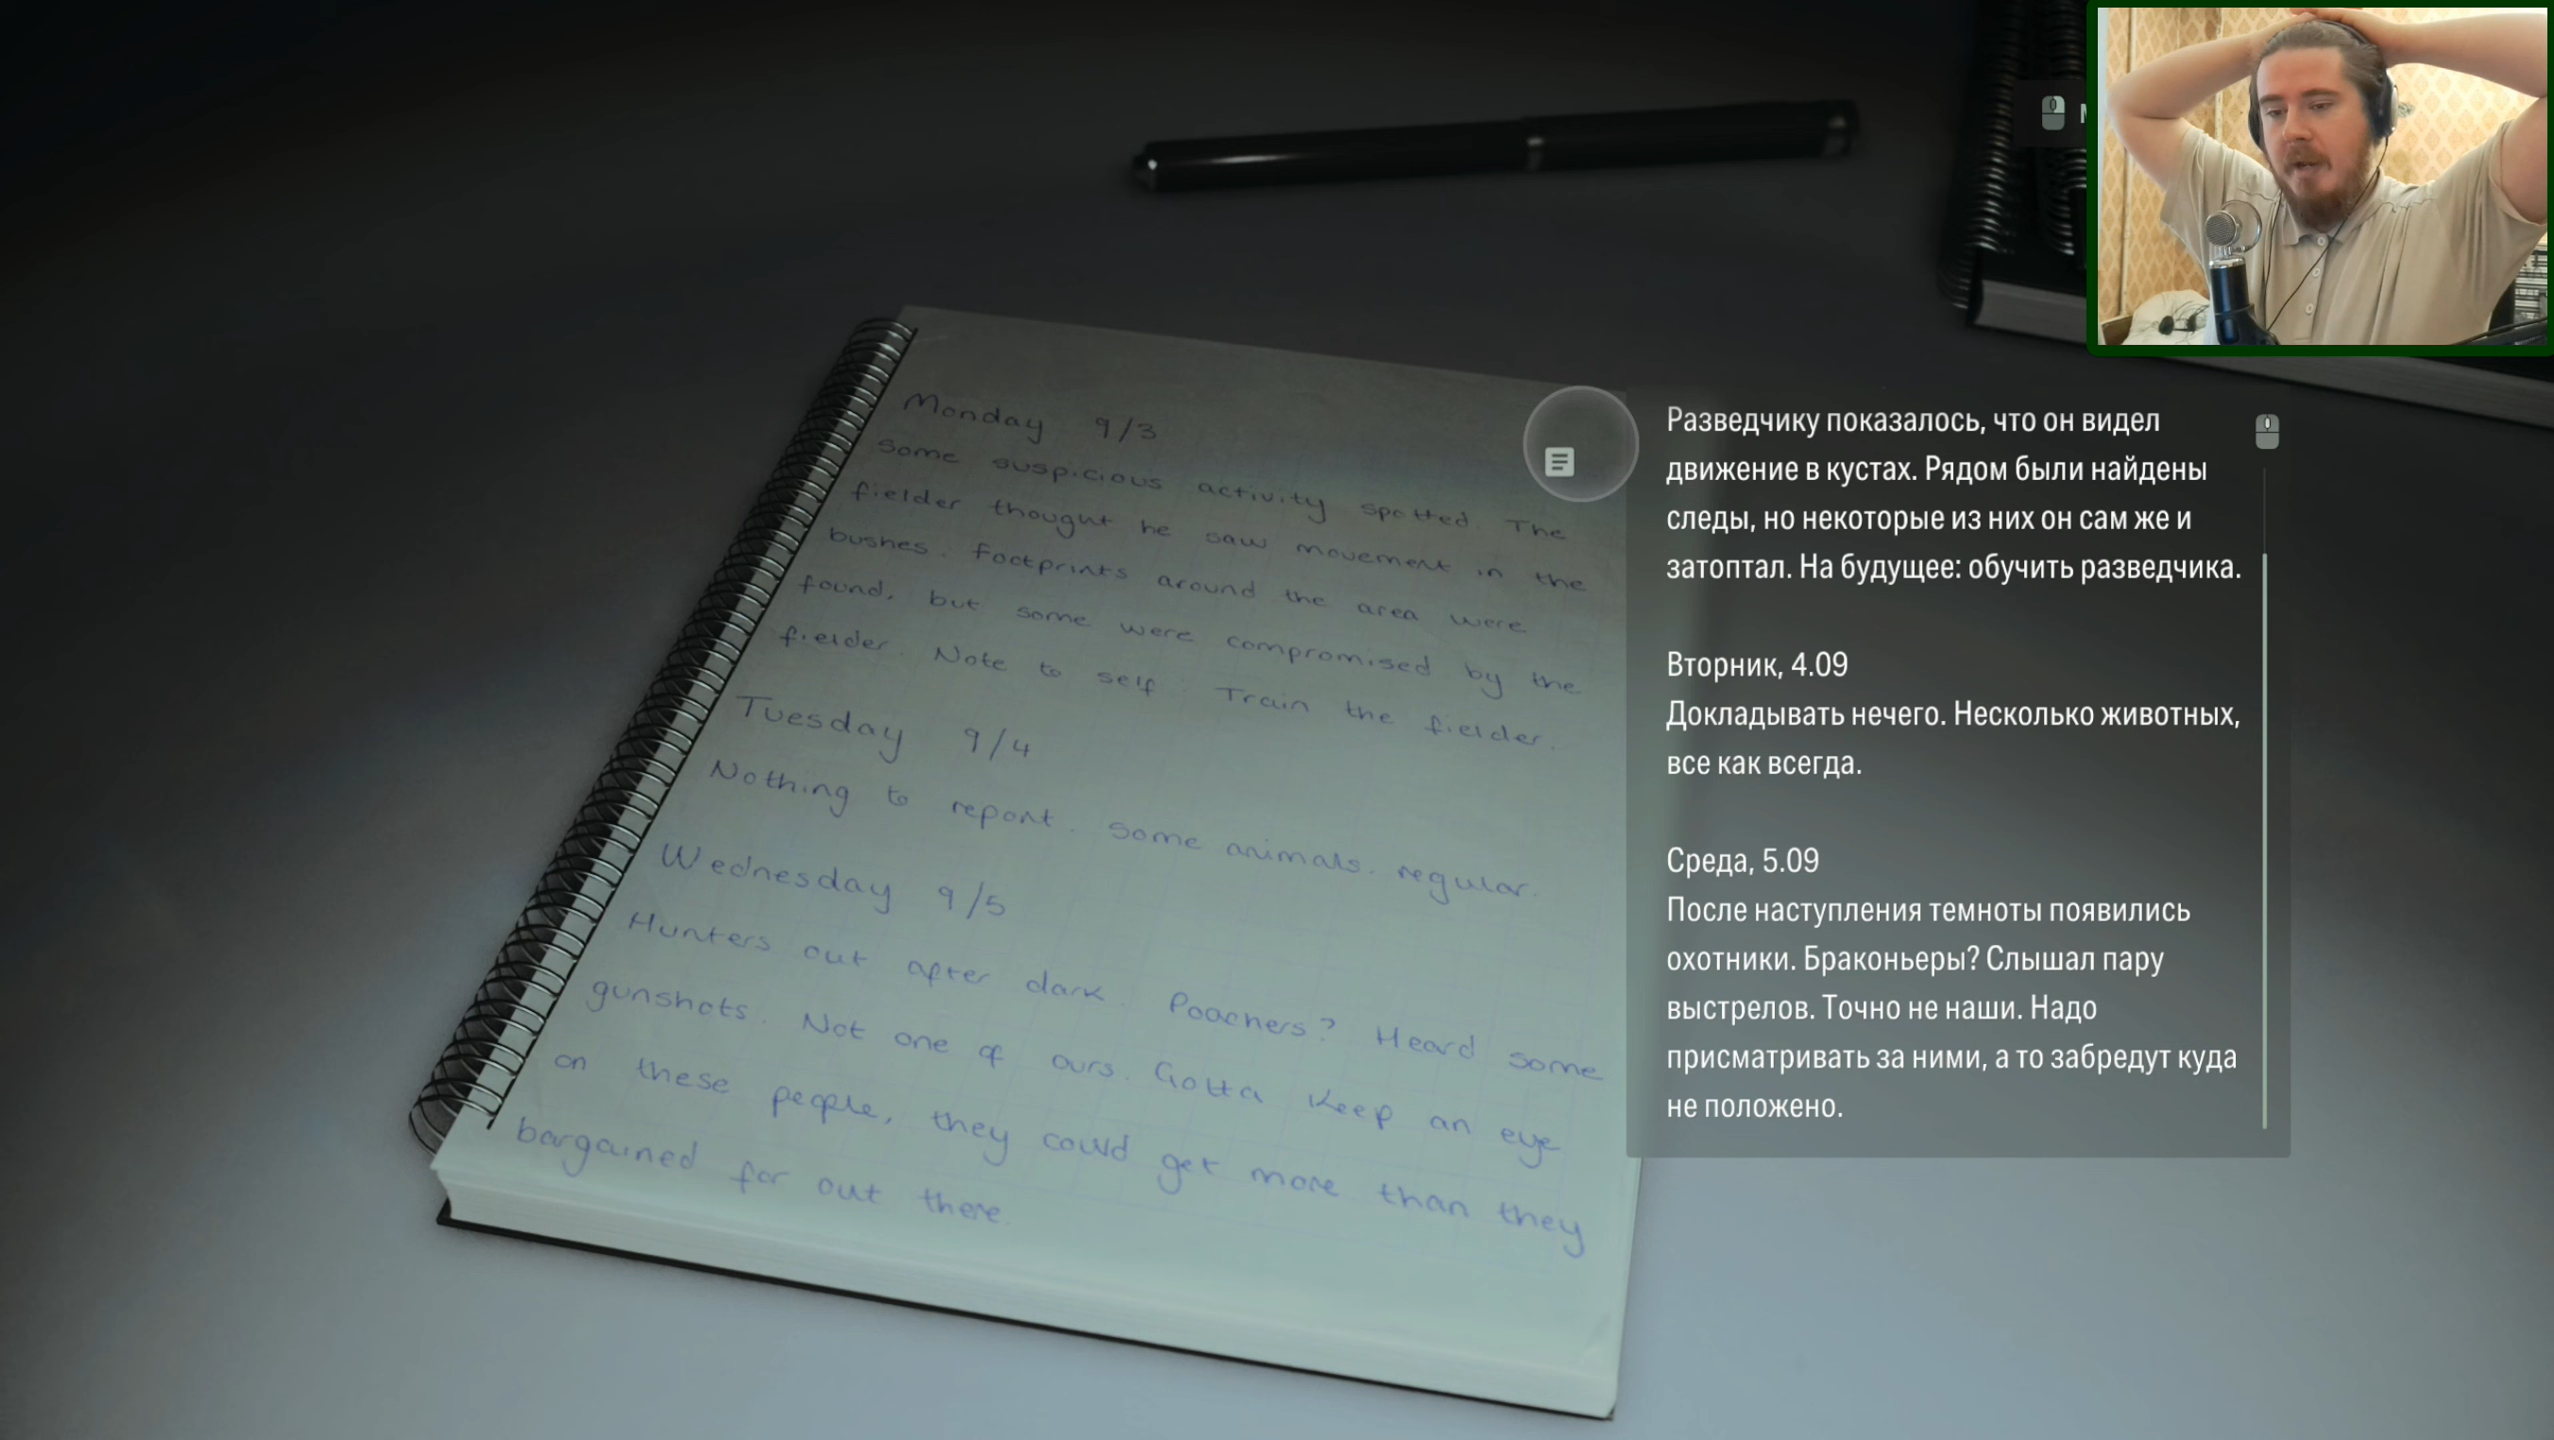 Monday 9/3
Some suspicious activity spotted. The
fielder thought he saw movement in the
bushes. Footprints around the area were
found, but some were compromised by the
fielder. Note to self. Train the fielder.
Tuesday 9/4
Nothing to report. Some animals. regular.
Wednesday 9/5
Hunters out after dark. Poachers? Heard some
gunshots. Not one of ours. Gotta keep an eye
on these people, they could get more than they
bargained for out there.
Разведчику показалось, что он видел
движение в кустах. Рядом были найдены
следы, но некоторые из них он сам же и
затоптал. На будущее: обучить разведчика.
Вторник, 4.09
Докладывать нечего. Несколько животных,
все как всегда.
Среда, 5.09
После наступления темноты появились
охотники. Браконьеры? Слышал пару
выстрелов. Точно не наши. Надо
присматривать за ними, а то забредут куда
не положено.